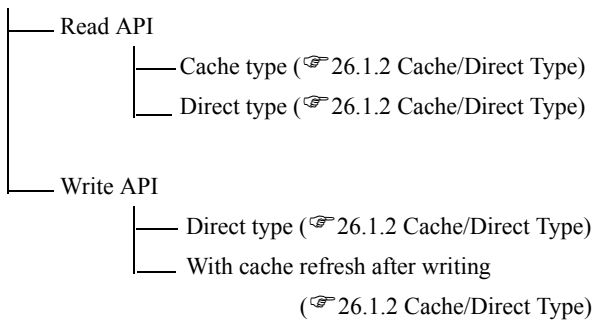 Read API
Cache type (☞ 26.1.2 Cache/Direct Type)
Direct type (☞ 26.1.2 Cache/Direct Type)
Write API
Direct type (☞ 26.1.2 Cache/Direct Type)
With cache refresh after writing
(☞ 26.1.2 Cache/Direct Type)